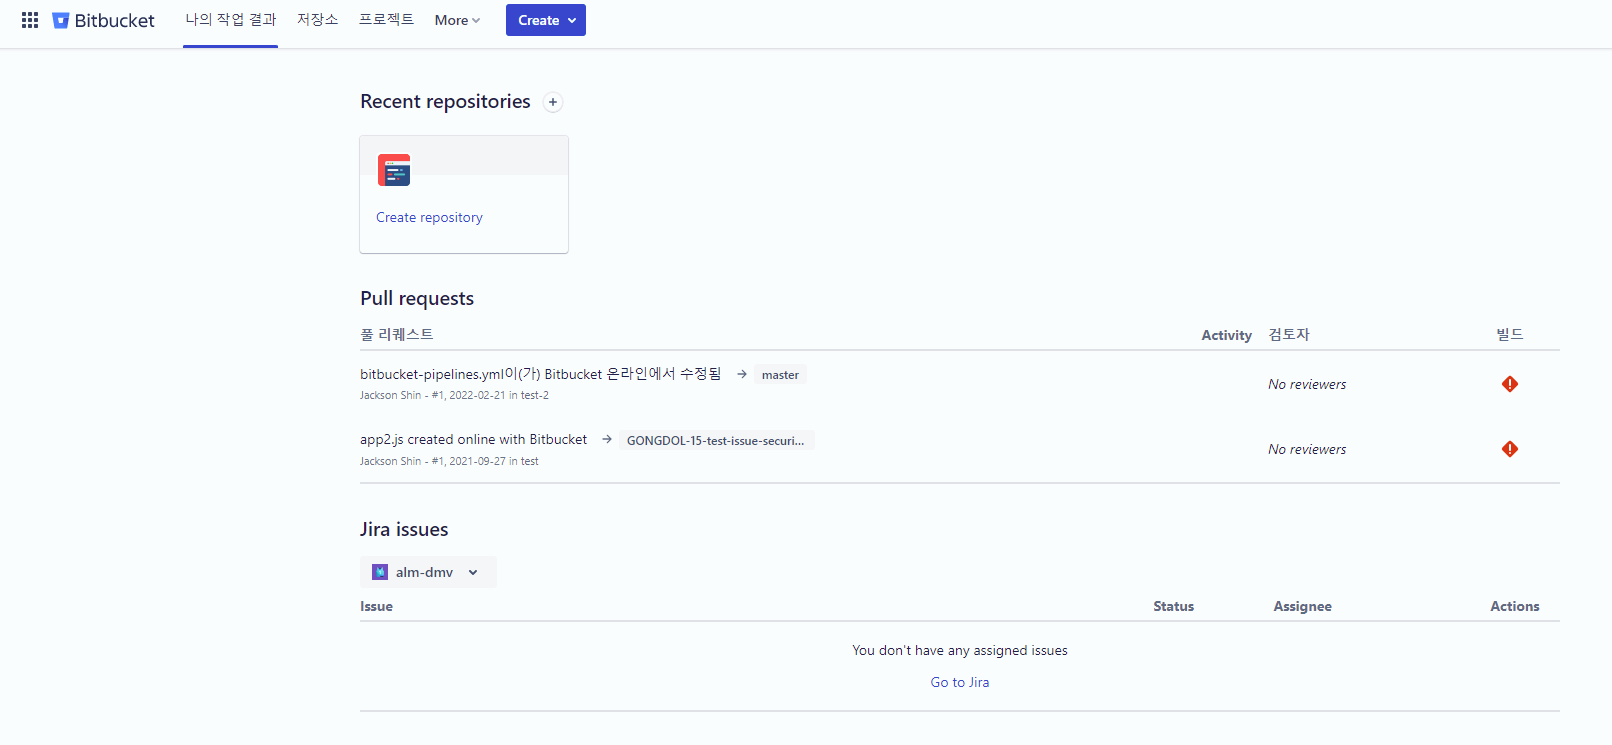 Bitbucket 나의 작업 결과 저장소 프로젝트 More Create
Recent repositories
Create repository
Pull requests
풀 리퀘스트 Activity 검토자 빌드
bitbucket-pipelines.yml이(가) Bitbucket 온라인에서 수정됨 → master
Jackson Shin - #1, 2022-02-21 in test-2
No reviewers
app2.js created online with Bitbucket → GONGDOL-15-test-issue-securi...
Jackson Shin - #1, 2021-09-27 in test
No reviewers
Jira issues
alm-dmv
Issue Status Assignee Actions
You don't have any assigned issues
Go to Jira